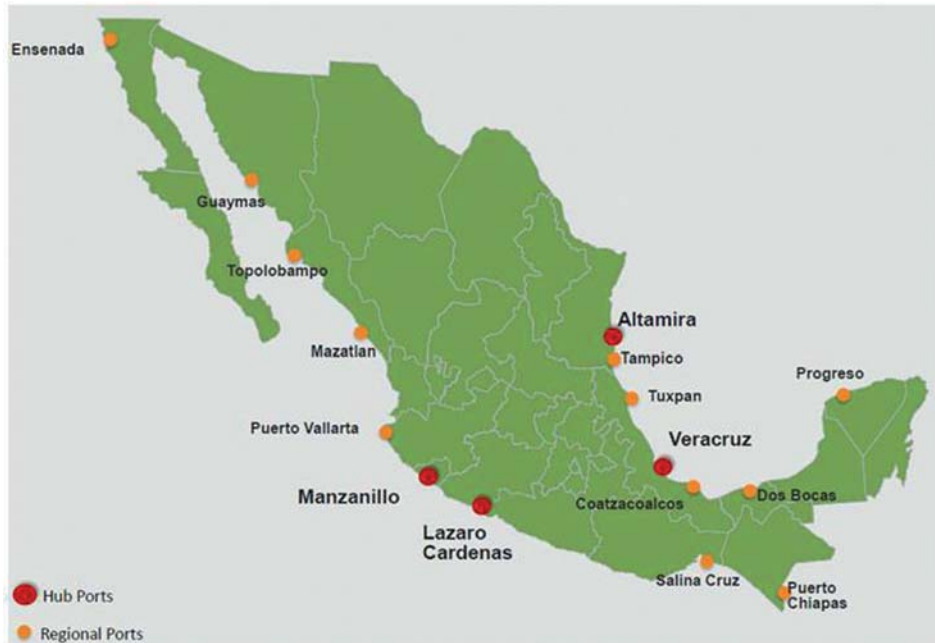 Ensenada
Guaymas
Topolobampo
Mazatlan
Altamira
Tampico
Progreso
Tuxpan
Puerto Vallarta
Veracruz
Manzanillo
Coatzacoalcos
Dos Bocas
Lazaro
Cardenas
Salina Cruz
Puerto
Chiapas
Hub Ports
Regional Ports